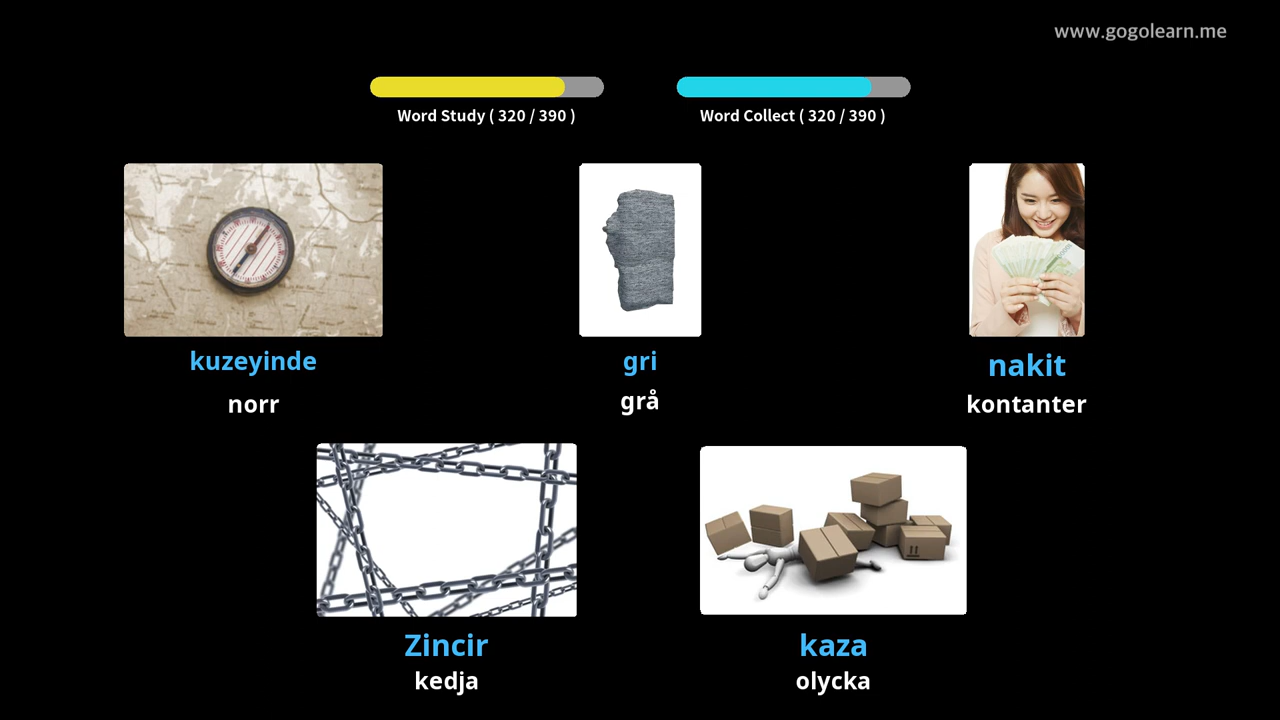 www.gogolearn.me
Word Study ( 320 / 390 )
Word Collect ( 320 / 390 )
kuzeyinde
norr
gri
grå
nakit
kontanter
Zincir
kedja
kaza
olycka